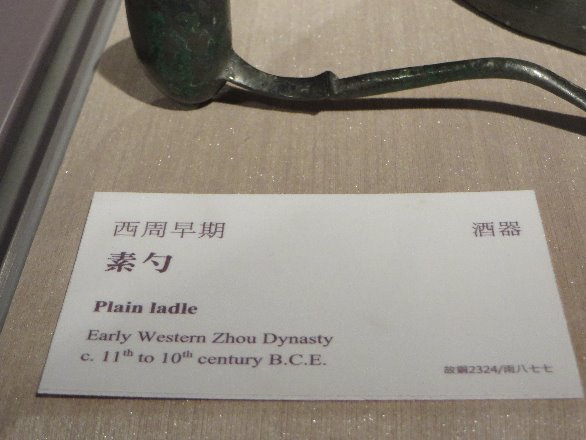 西周早期 酒器
素勺
Plain ladle
Early Western Zhou Dynasty
c. 11th to 10th century B.C.E.
故銅2324/雨八七七